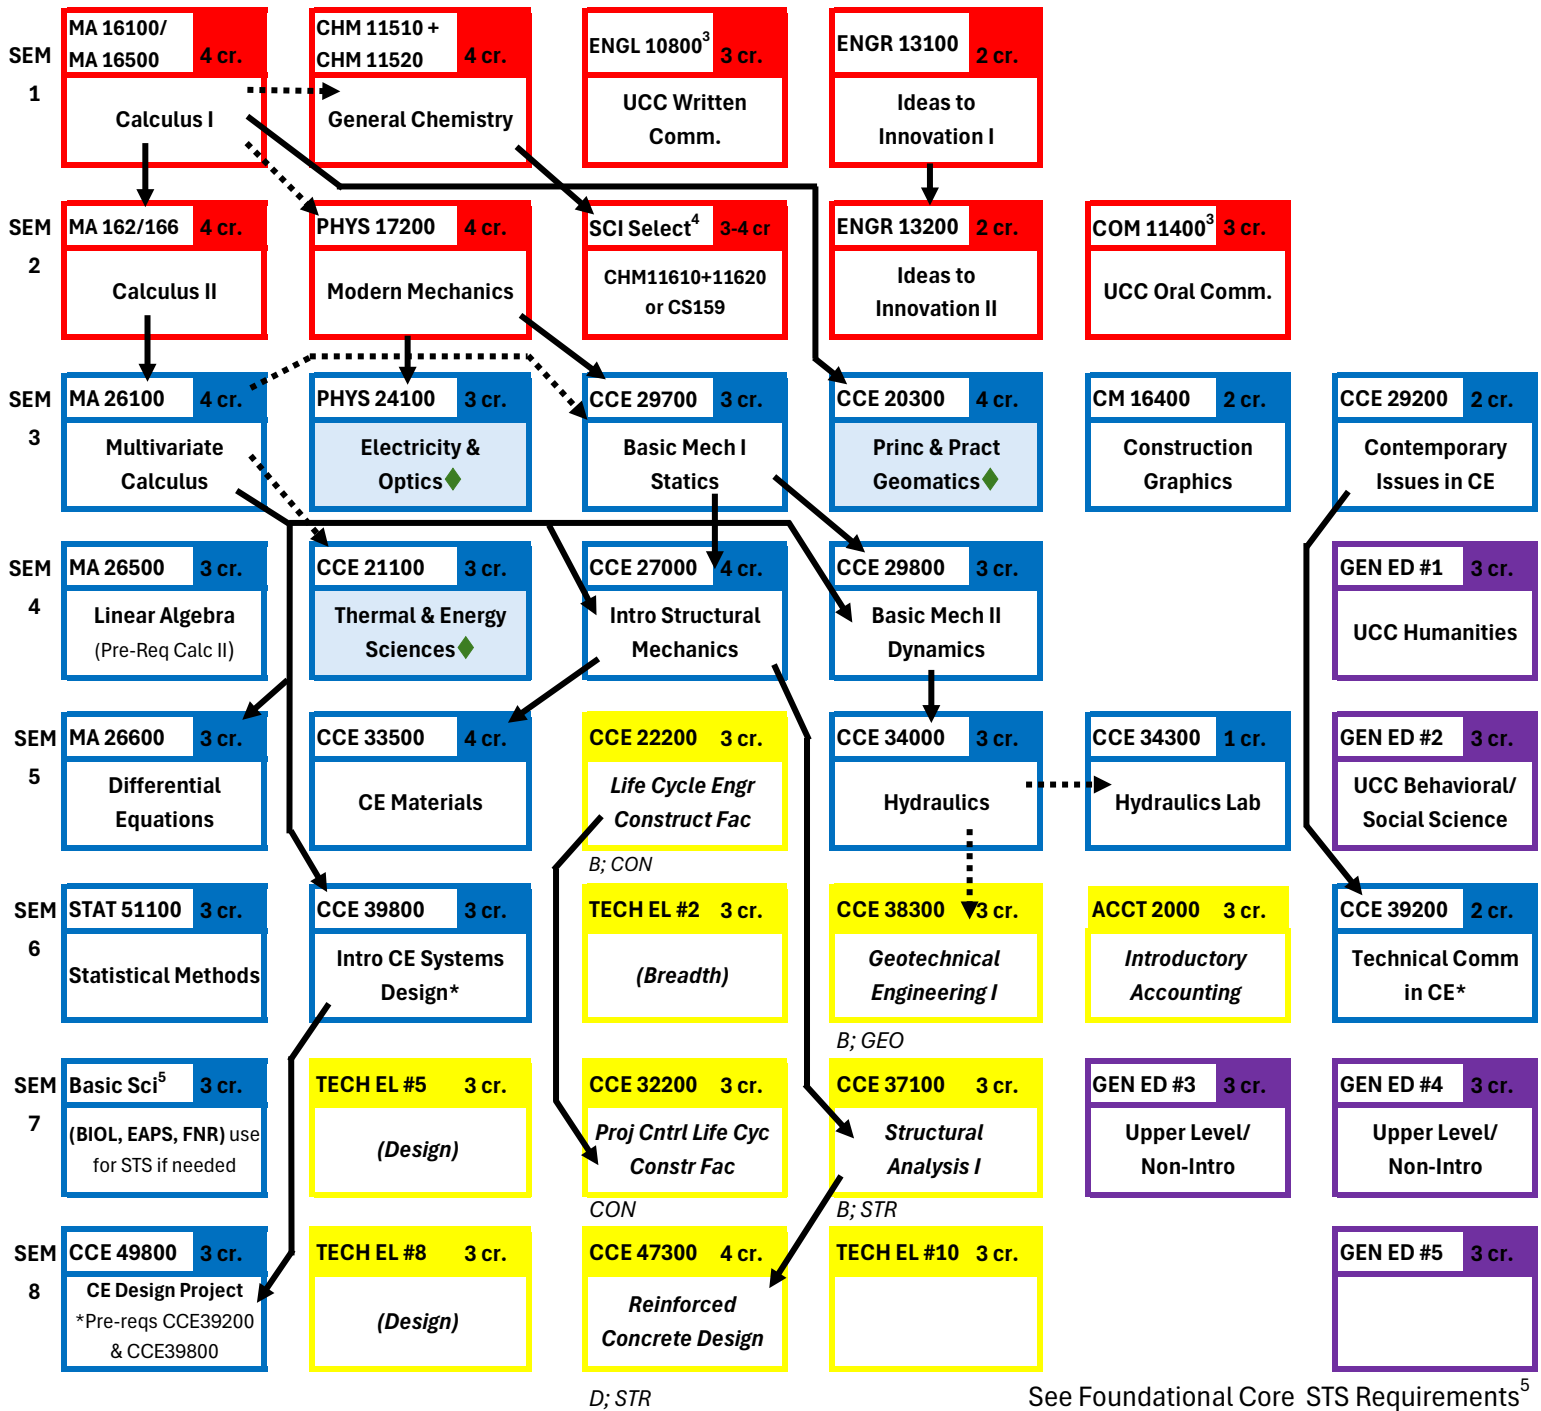 SEM
1
MA 16100/
MA 16500
4 cr.
Calculus I
CHM 11510 +
CHM 11520
4 cr.
General Chemistry
ENGL 10800³
3 cr.
UCC Written
Comm.
ENGR 13100
2 cr.
Ideas to
Innovation I
SEM
2
MA 162/166
4 cr.
Calculus II
PHYS 17200
4 cr.
Modern Mechanics
SCI Select⁴
3-4 cr
CHM11610+11620
or CS159
ENGR 13200
2 cr.
Ideas to
Innovation II
COM 11400³
3 cr.
UCC Oral Comm.
SEM
3
MA 26100
4 cr.
Multivariate
Calculus
PHYS 24100
3 cr.
Electricity &
Optics♦
CCE 29700
3 cr.
Basic Mech I
Statics
CCE 20300
4 cr.
Princ & Pract
Geomatics♦
CM 16400
2 cr.
Construction
Graphics
CCE 29200
2 cr.
Contemporary
Issues in CE
SEM
4
MA 26500
3 cr.
Linear Algebra
(Pre-Req Calc II)
CCE 21100
3 cr.
Thermal & Energy
Sciences♦
CCE 27000
4 cr.
Intro Structural
Mechanics
CCE 29800
3 cr.
Basic Mech II
Dynamics
GEN ED #1
3 cr.
UCC Humanities
SEM
5
MA 26600
3 cr.
Differential
Equations
CCE 33500
4 cr.
CE Materials
CCE 22200
3 cr.
Life Cycle Engr
Construct Fac
B; CON
CCE 34000
3 cr.
Hydraulics
CCE 34300
1 cr.
Hydraulics Lab
GEN ED #2
3 cr.
UCC Behavioral/
Social Science
SEM
6
STAT 51100
3 cr.
Statistical Methods
CCE 39800
3 cr.
Intro CE Systems
Design*
TECH EL #2
3 cr.
(Breadth)
CCE 38300
3 cr.
Geotechnical
Engineering I
B; GEO
ACCT 2000
3 cr.
Introductory
Accounting
CCE 39200
2 cr.
Technical Comm
in CE*
SEM
7
Basic Sci⁵
3 cr.
(BIOL, EAPS, FNR) use
for STS if needed
TECH EL #5
3 cr.
(Design)
CCE 32200
3 cr.
Proj Cntrl Life Cyc
Constr Fac
CON
CCE 37100
3 cr.
Structural
Analysis I
B; STR
GEN ED #3
3 cr.
Upper Level/
Non-Intro
GEN ED #4
3 cr.
Upper Level/
Non-Intro
SEM
8
CCE 49800
3 cr.
CE Design Project
*Pre-reqs CCE39200
& CCE39800
TECH EL #8
3 cr.
(Design)
CCE 47300
4 cr.
Reinforced
Concrete Design
D; STR
TECH EL #10
3 cr.
GEN ED #5
3 cr.
See Foundational Core STS Requirements⁵